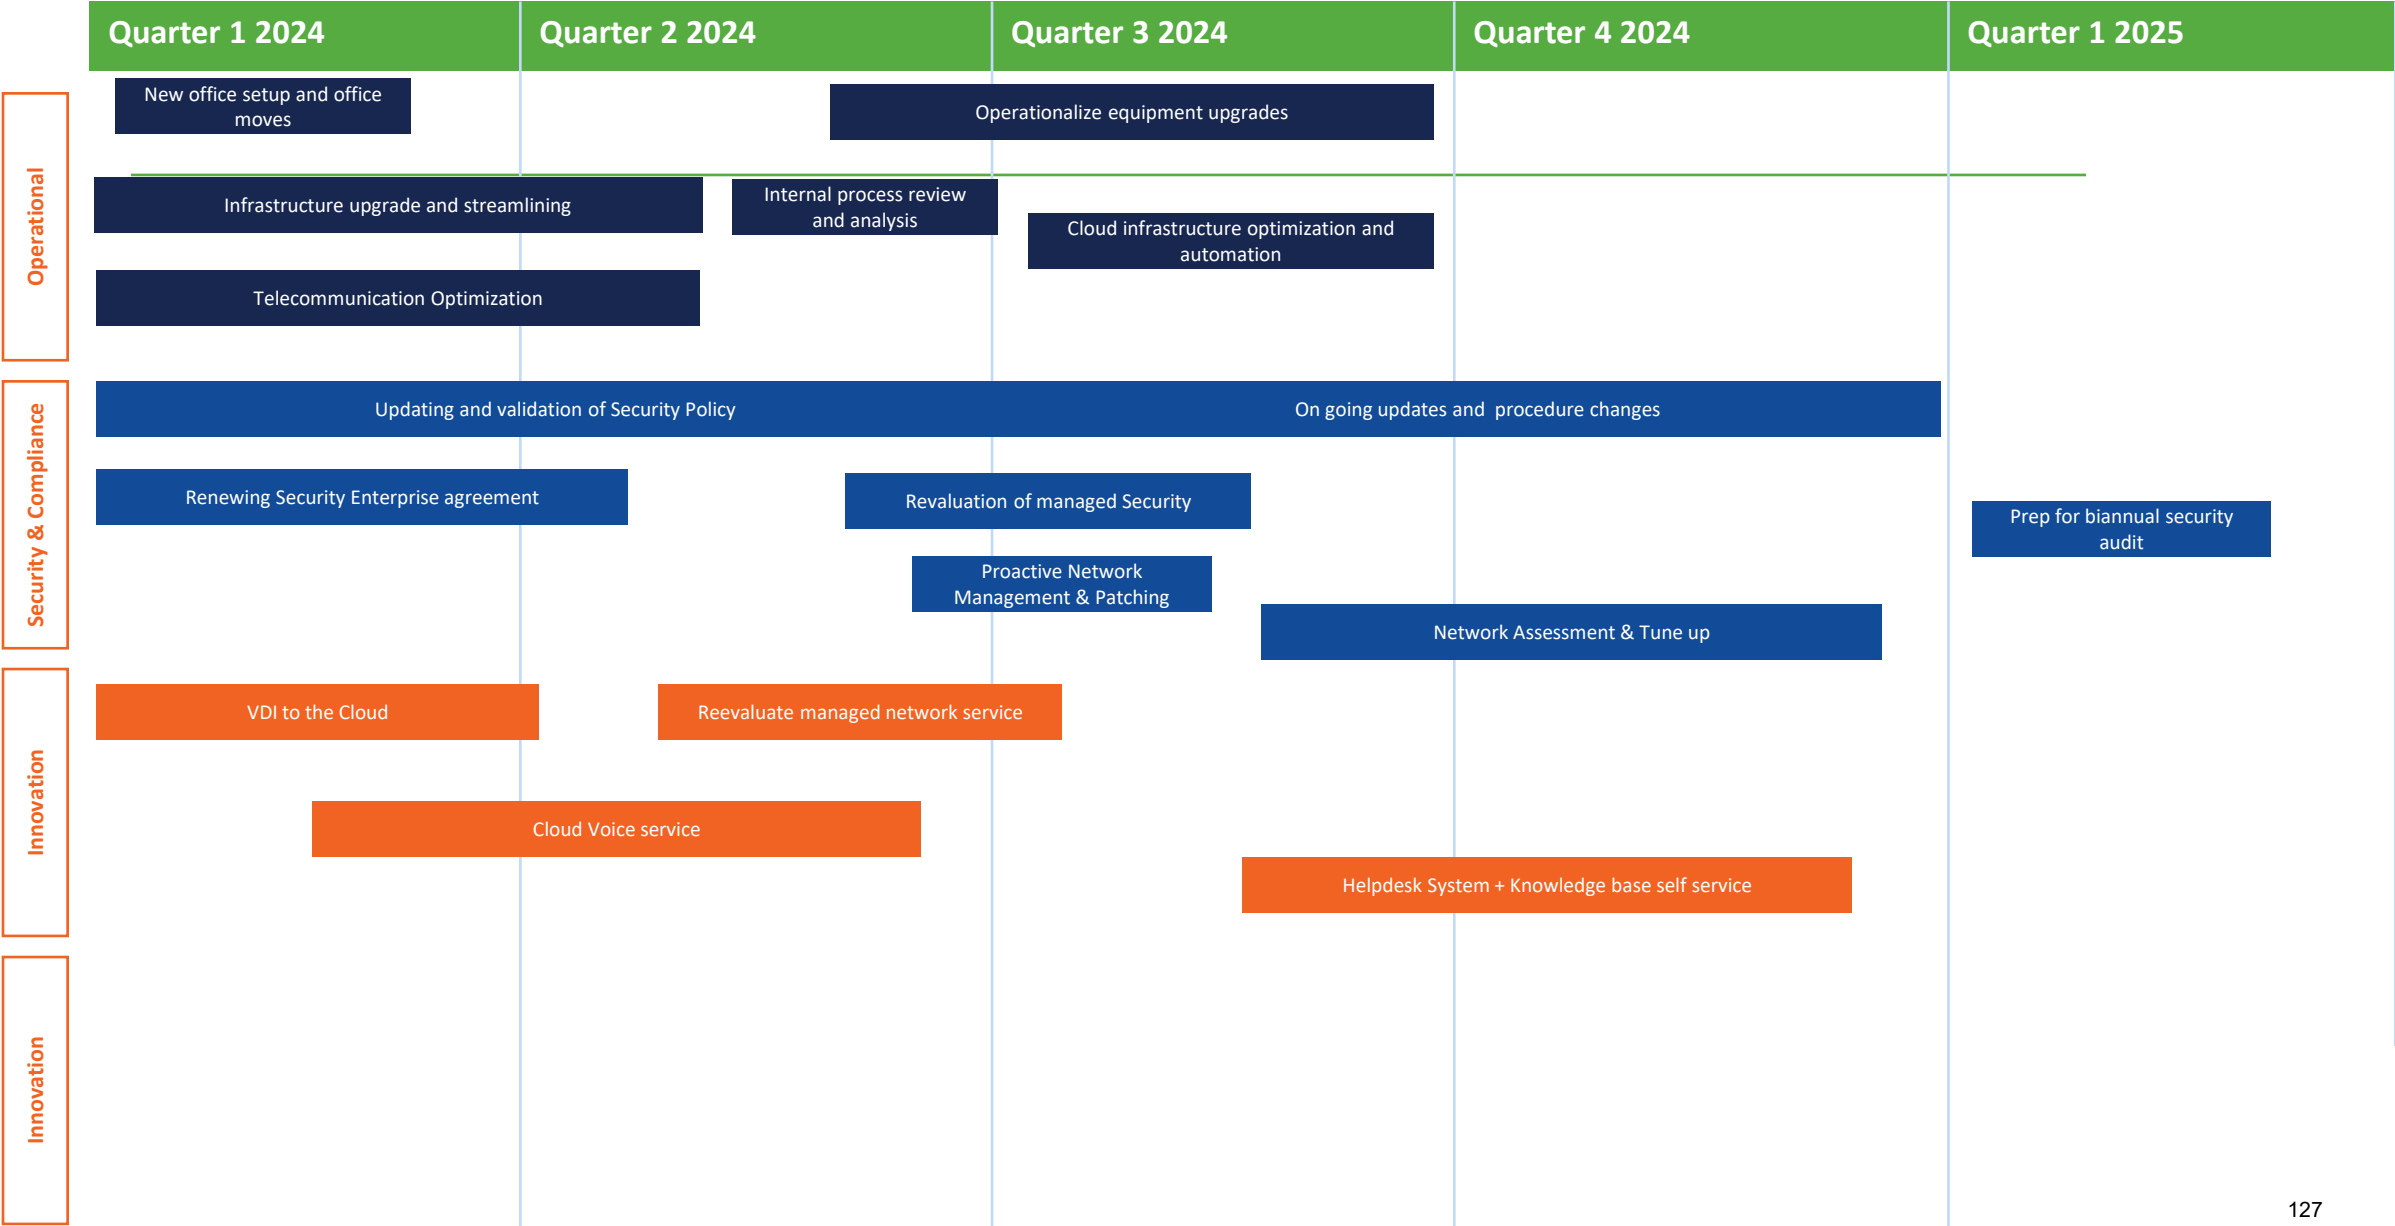 Quarter 1 2024
Quarter 2 2024
Quarter 3 2024
Quarter 4 2024
Quarter 1 2025
Operational
New office setup and office
moves
Operationalize equipment upgrades
Infrastructure upgrade and streamlining
Internal process review
and analysis
Cloud infrastructure optimization and
automation
Telecommunication Optimization
Security & Compliance
Updating and validation of Security Policy
On going updates and  procedure changes
Renewing Security Enterprise agreement
Revaluation of managed Security
Prep for biannual security
audit
Proactive Network
Management & Patching
Network Assessment & Tune up
Innovation
VDI to the Cloud
Reevaluate managed network service
Cloud Voice service
Helpdesk System + Knowledge base self service
Innovation
127